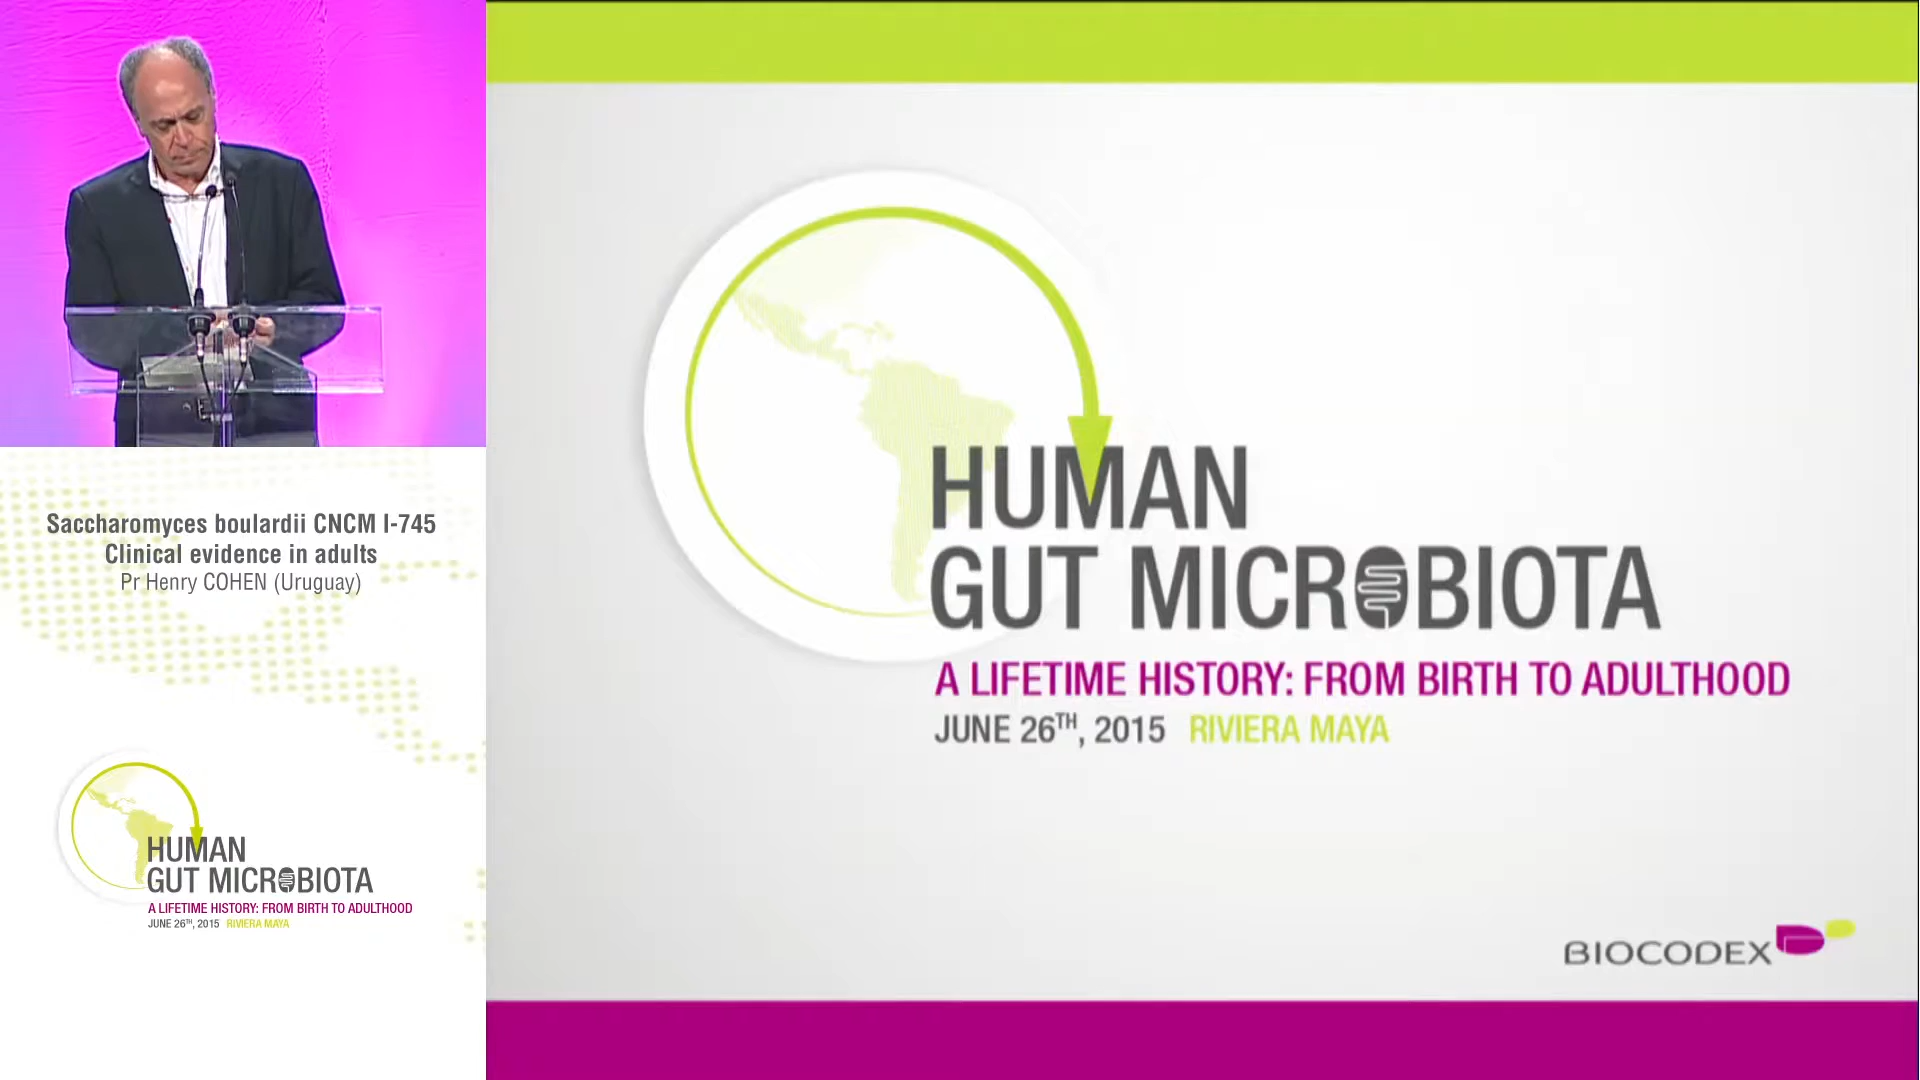 Saccharomyces boulardii CNCM I-745
Clinical evidence in adults
Pr Henry COHEN (Uruguay)
HUMAN
GUT MICROBIOTA
A LIFETIME HISTORY: FROM BIRTH TO ADULTHOOD
JUNE 26TH, 2015 RIVIERA MAYA
HUMAN
GUT MICROBIOTA
A LIFETIME HISTORY: FROM BIRTH TO ADULTHOOD
JUNE 26TH, 2015 RIVIERA MAYA
BIOCODEX